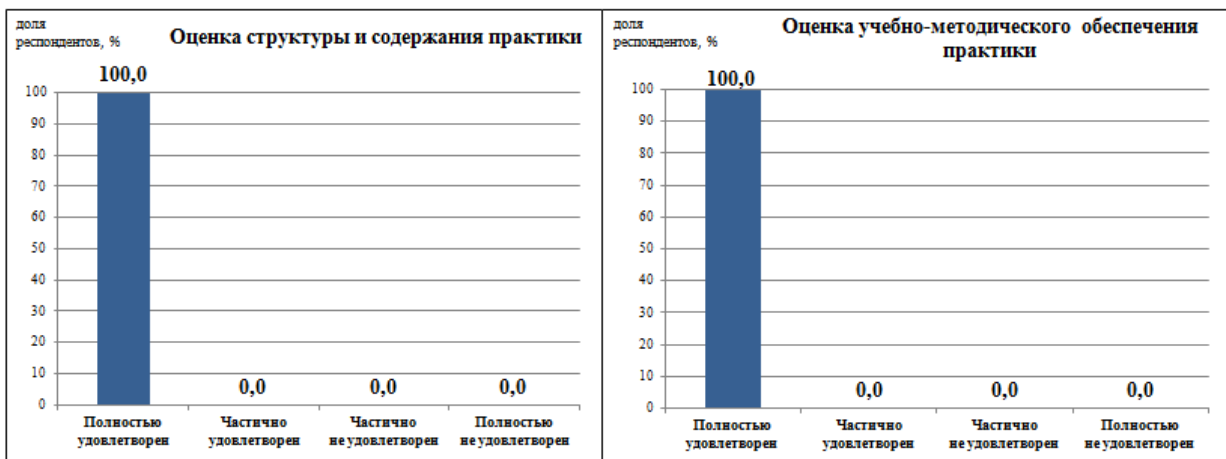 доля
респондентов, %
Оценка структуры и содержания практики
100,0
100
90
80
70
60
50
40
30
20
10
0
0,0
0,0
0,0
Полностью
удовлетворен
Частично
удовлетворен
Частично
не удовлетворен
Полностью
не удовлетворен
доля
респондентов, %
Оценка учебно-методического обеспечения
практики
100,0
100
90
80
70
60
50
40
30
20
10
0
0,0
0,0
0,0
Полностью
удовлетворен
Частично
удовлетворен
Частично
не удовлетворен
Полностью
не удовлетворен